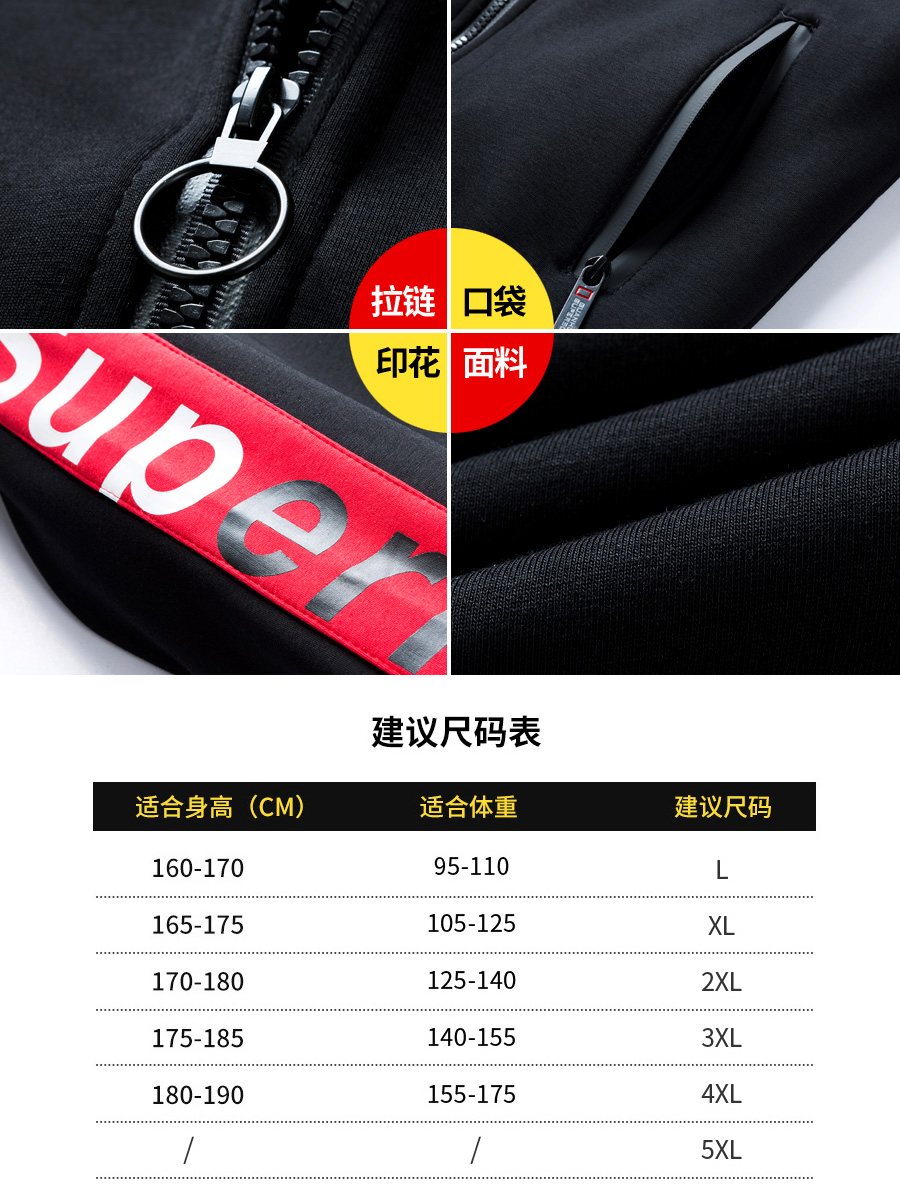 拉链
口袋
印花
面料
super
建议尺码表
适合身高（CM） 适合体重 建议尺码
160-170 95-110 L
165-175 105-125 XL
170-180 125-140 2XL
175-185 140-155 3XL
180-190 155-175 4XL
/ / 5XL